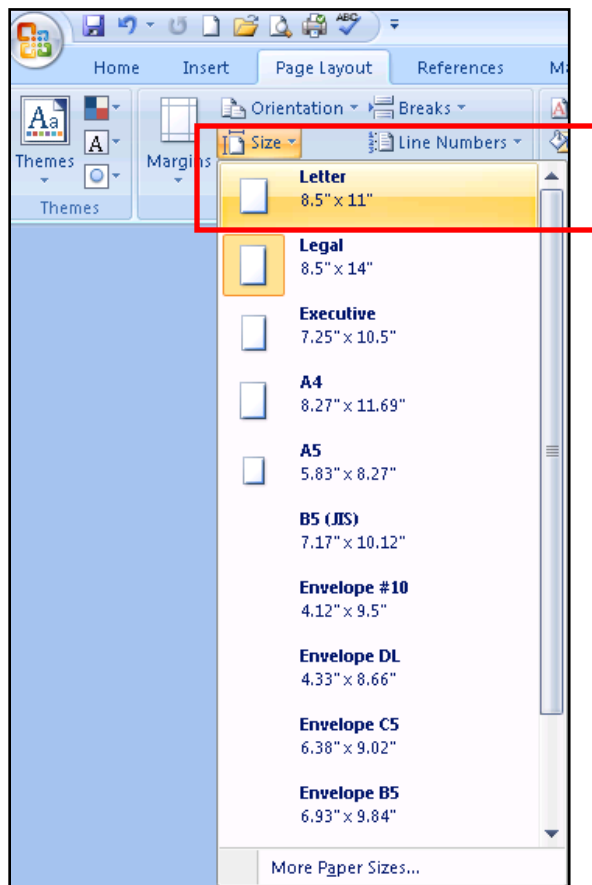 ABC
Home Insert Page Layout References
Aa Orientation Breaks A
A Size Line Numbers
Themes Margins
Themes
Letter
8.5" x 11"
Legal
8.5" x 14"
Executive
7.25" x 10.5"
A4
8.27" x 11.69"
A5
5.83" x 8.27"
B5 (JIS)
7.17" x 10.12"
Envelope #10
4.12" x 9.5"
Envelope DL
4.33" x 8.66"
Envelope C5
6.38" x 9.02"
Envelope B5
6.93" x 9.84"
More Paper Sizes...